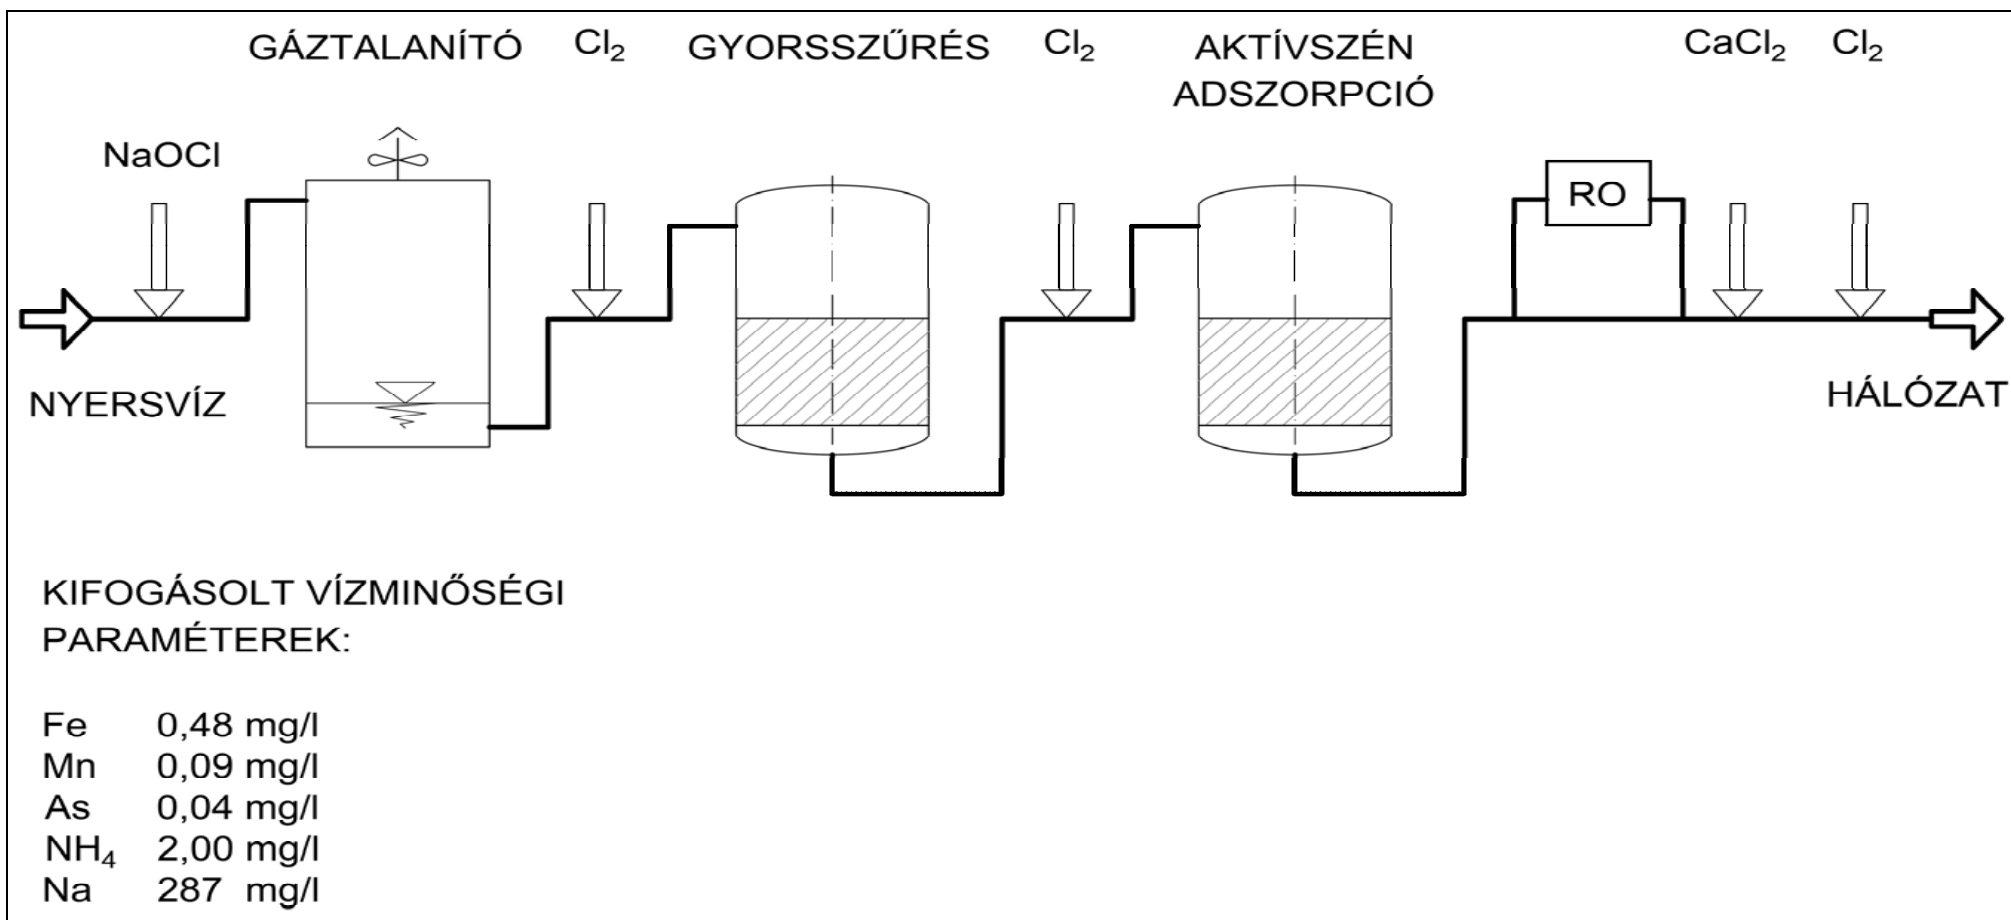 GÁZTALANÍTÓ Cl₂ GYORSSZŰRÉS Cl₂ AKTÍVSZÉN CaCl₂ Cl₂
ADSZORPCIÓ
NaOCl
RO
NYERSVÍZ HÁLÓZAT
KIFOGÁSOLT VÍZMINŐSÉGI
PARAMÉTEREK:
Fe 0,48 mg/l
Mn 0,09 mg/l
As 0,04 mg/l
NH₄ 2,00 mg/l
Na 287 mg/l